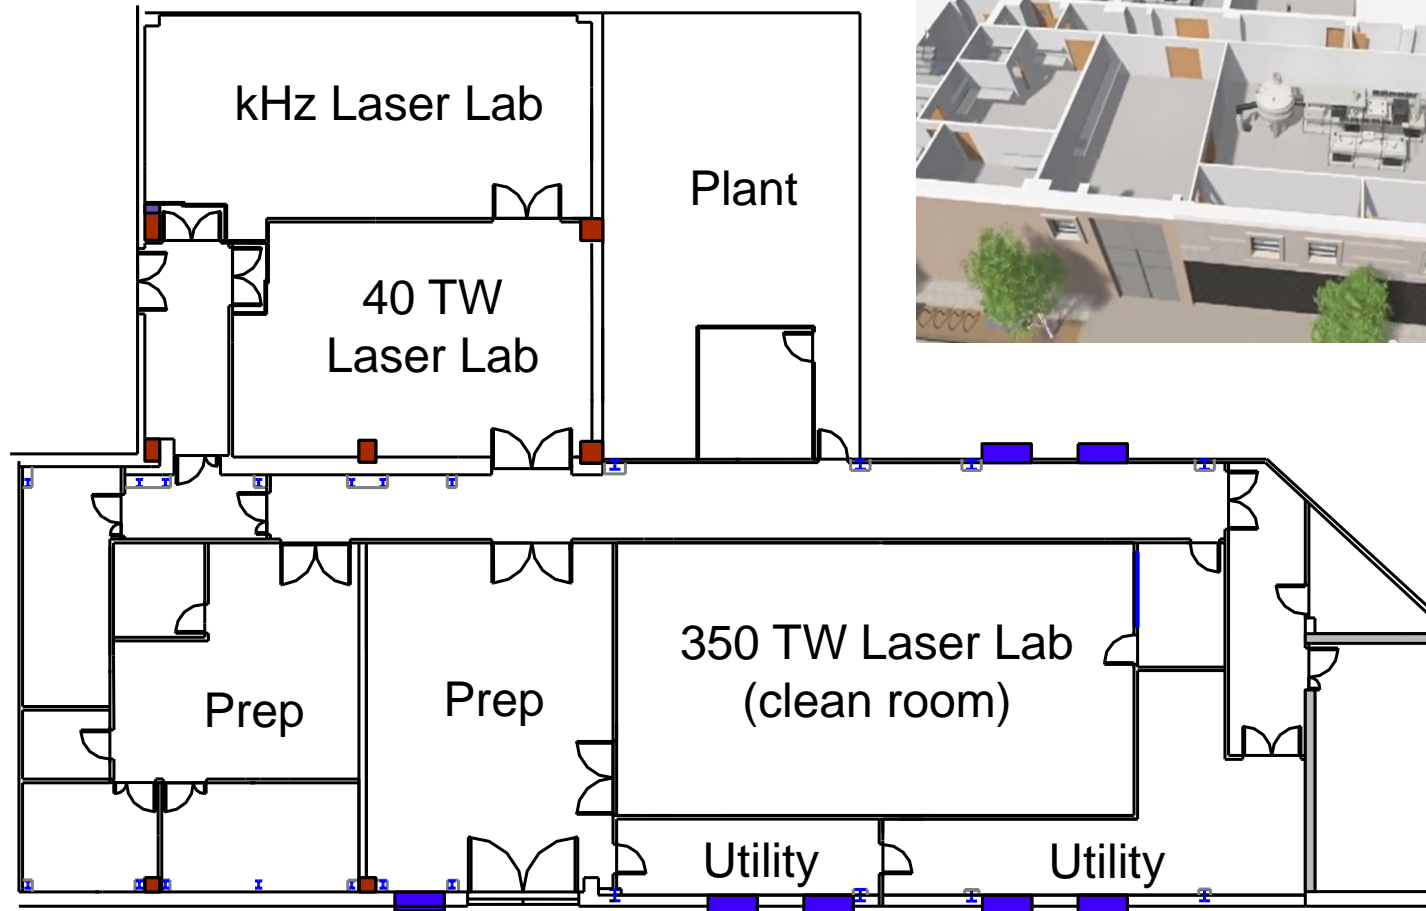 kHz Laser Lab
Plant
40 TW
Laser Lab
350 TW Laser Lab
(clean room)
Prep
Prep
Utility
Utility